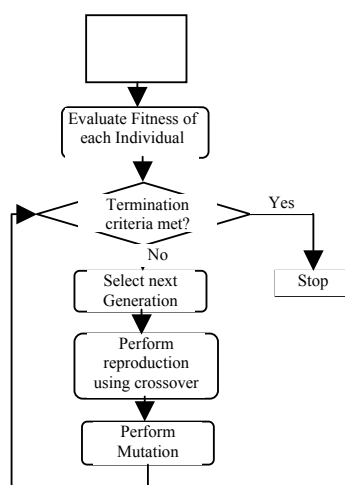 Evaluate Fitness of
each Individual
Termination
criteria met?
Yes
No
Select next
Generation
Stop
Perform
reproduction
using crossover
Perform
Mutation